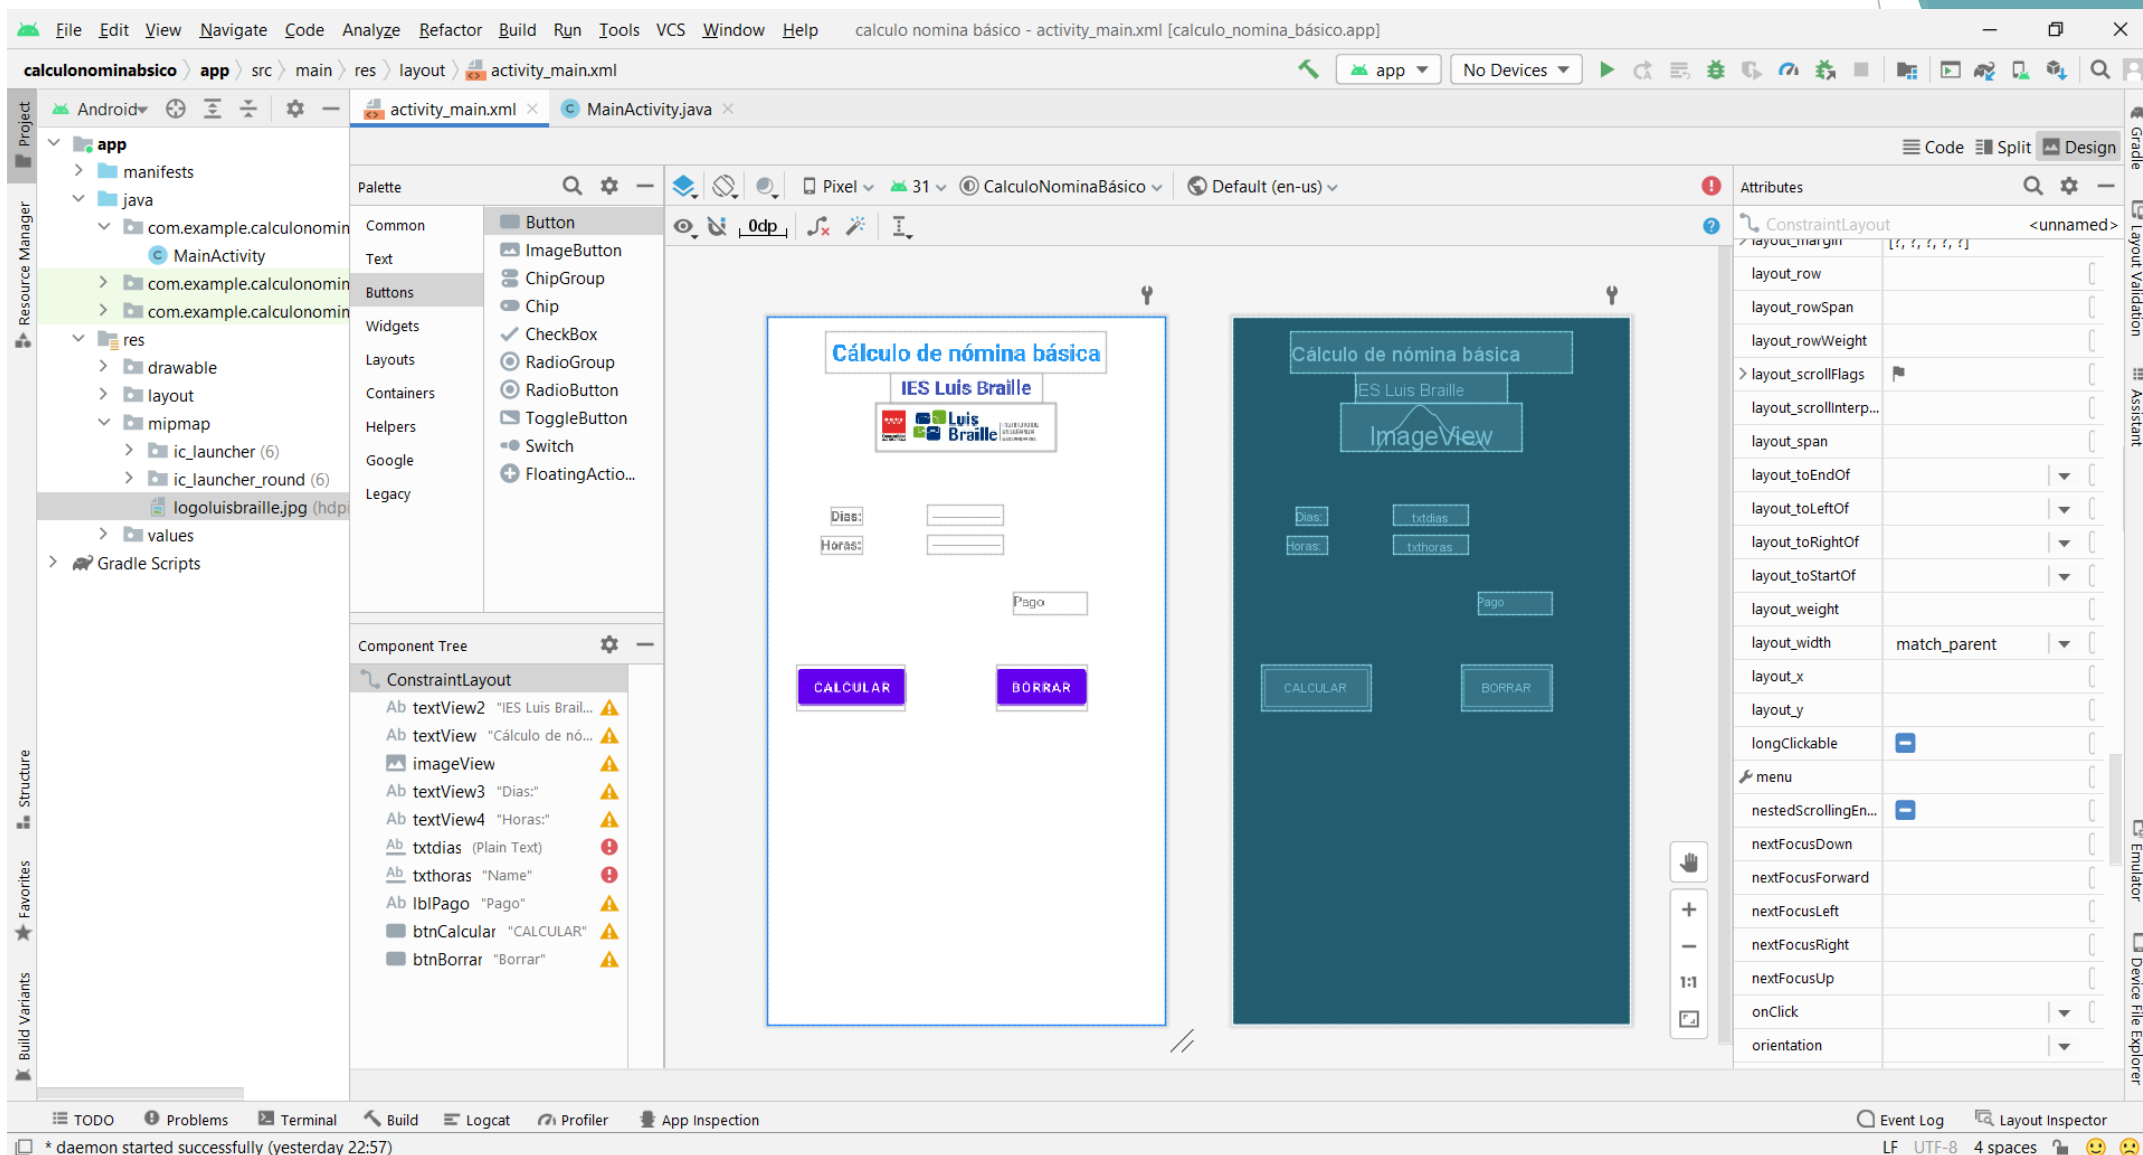 File Edit View Navigate Code Analyze Refactor Build Run Tools VCS Window Help calculo nomina básico - activity_main.xml [calculo_nomina_básico.app]
calculonominabsico app src main res layout activity_main.xml app No Devices
Project
Resource Manager
Structure
Favorites
Build Variants
Android
app
manifests
java
com.example.calculonomin
MainActivity
com.example.calculonomin
com.example.calculonomin
res
drawable
layout
mipmap
ic_launcher (6)
ic_launcher_round (6)
logoluisbraille.jpg (hdpi
values
Gradle Scripts
activity_main.xml MainActivity.java
Code Split Design
Palette
Common
Text
Buttons
Widgets
Layouts
Containers
Helpers
Google
Legacy
Button
ImageButton
ChipGroup
Chip
CheckBox
RadioGroup
RadioButton
ToggleButton
Switch
FloatingActio...
Component Tree
ConstraintLayout
Ab textView2 "IES Luis Brail...
Ab textView "Cálculo de nó...
imageView
Ab textView3 "Dias:"
Ab textView4 "Horas:"
Ab txtdias (Plain Text)
Ab txthoras "Name"
Ab lblPago "Pago"
btnCalcular "CALCULAR"
btnBorrar "Borrar"
Pixel 31 CalculoNominaBásico Default (en-us)
0dp
Cálculo de nómina básica
IES Luis Braille
Luis
Braille
Dias:
Horas:
Pago
CALCULAR BORRAR
Cálculo de nómina básica
IES Luis Braille
ImageView
Dias: txtdias
Horas: txthoras
Pago
CALCULAR BORRAR
1:1
Attributes
ConstraintLayout <unnamed>
layout_margin [?, ?, ?, ?, ?]
layout_row
layout_rowSpan
layout_rowWeight
layout_scrollFlags
layout_scrollInterp...
layout_span
layout_toEndOf
layout_toLeftOf
layout_toRightOf
layout_toStartOf
layout_weight
layout_width match_parent
layout_x
layout_y
longClickable
menu
nestedScrollingEn...
nextFocusDown
nextFocusForward
nextFocusLeft
nextFocusRight
nextFocusUp
onClick
orientation
Gradle
Layout Validation
Assistant
Emulator
Device File Explorer
TODO Problems Terminal Build Logcat Profiler App Inspection Event Log Layout Inspector
* daemon started successfully (yesterday 22:57) LF UTF-8 4 spaces